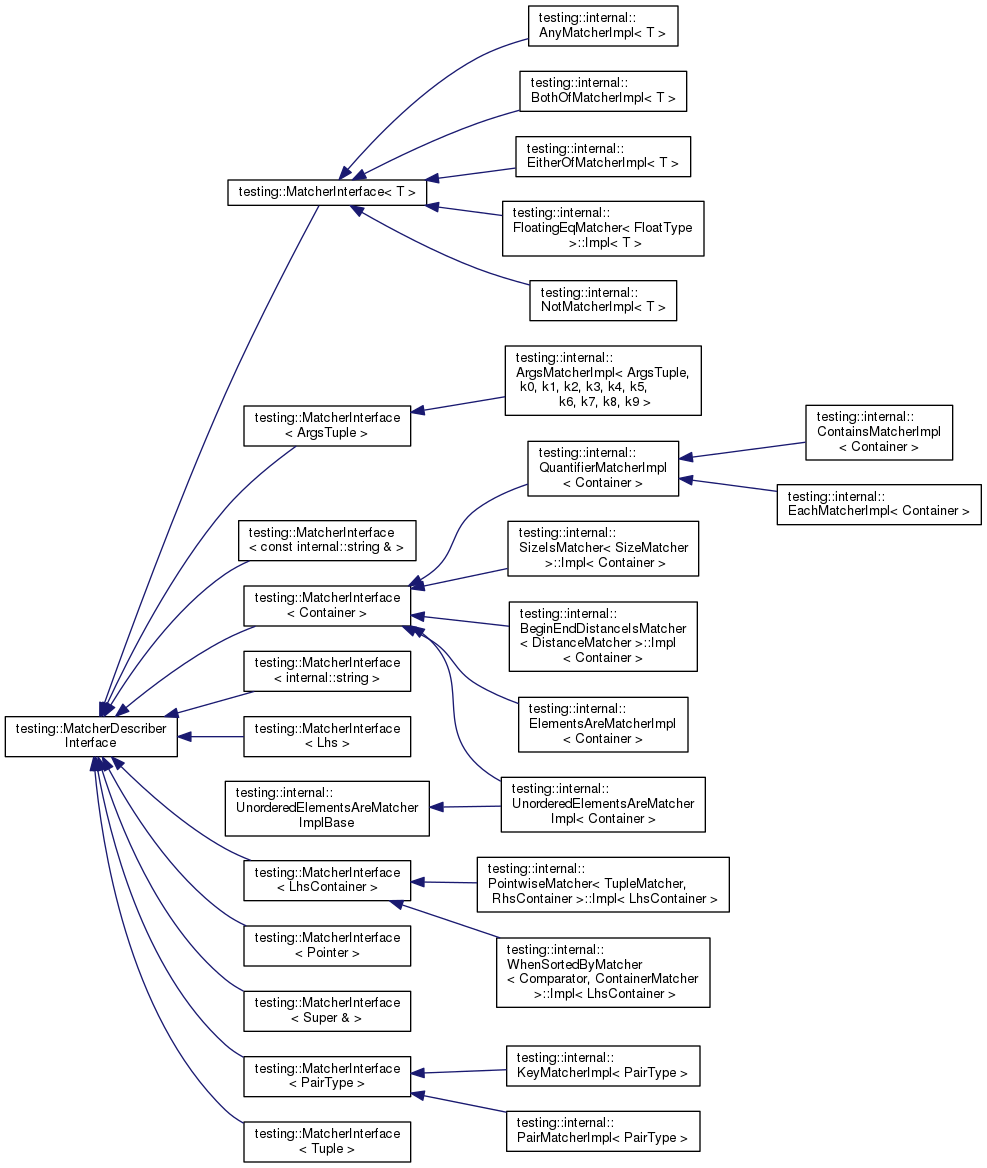 testing::internal::
AnyMatcherImpl< T >
testing::internal::
BothOfMatcherImpl< T >
testing::internal::
EitherOfMatcherImpl< T >
testing::MatcherInterface< T >
testing::internal::
FloatingEqMatcher< FloatType
>::Impl< T >
testing::internal::
NotMatcherImpl< T >
testing::internal::
ArgsMatcherImpl< ArgsTuple,
k0, k1, k2, k3, k4, k5,
k6, k7, k8, k9 >
testing::MatcherInterface
< ArgsTuple >
testing::internal::
ContainsMatcherImpl
< Container >
testing::internal::
QuantifierMatcherImpl
< Container >
testing::internal::
EachMatcherImpl< Container >
testing::MatcherInterface
< const internal::string & >
testing::internal::
SizeIsMatcher< SizeMatcher
>::Impl< Container >
testing::MatcherInterface
< Container >
testing::internal::
BeginEndDistanceIsMatcher
< DistanceMatcher >::Impl
< Container >
testing::MatcherInterface
< internal::string >
testing::internal::
ElementsAreMatcherImpl
< Container >
testing::MatcherDescriber
Interface
testing::MatcherInterface
< Lhs >
testing::internal::
UnorderedElementsAreMatcher
ImplBase
testing::internal::
UnorderedElementsAreMatcher
Impl< Container >
testing::MatcherInterface
< LhsContainer >
testing::internal::
PointwiseMatcher< TupleMatcher,
RhsContainer >::Impl< LhsContainer >
testing::MatcherInterface
< Pointer >
testing::internal::
WhenSortedByMatcher
< Comparator, ContainerMatcher
>::Impl< LhsContainer >
testing::MatcherInterface
< Super & >
testing::MatcherInterface
< PairType >
testing::internal::
KeyMatcherImpl< PairType >
testing::internal::
PairMatcherImpl< PairType >
testing::MatcherInterface
< Tuple >